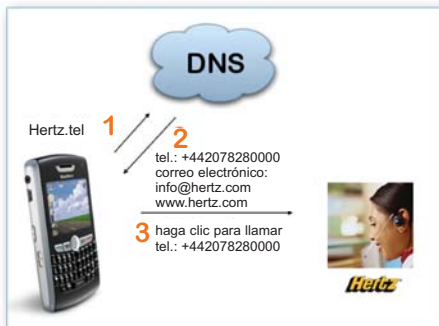 DNS
Hertz.tel
1
2
tel.: +442078280000
correo electrónico:
info@hertz.com
www.hertz.com
3
haga clic para llamar
tel.: +442078280000
Hertz